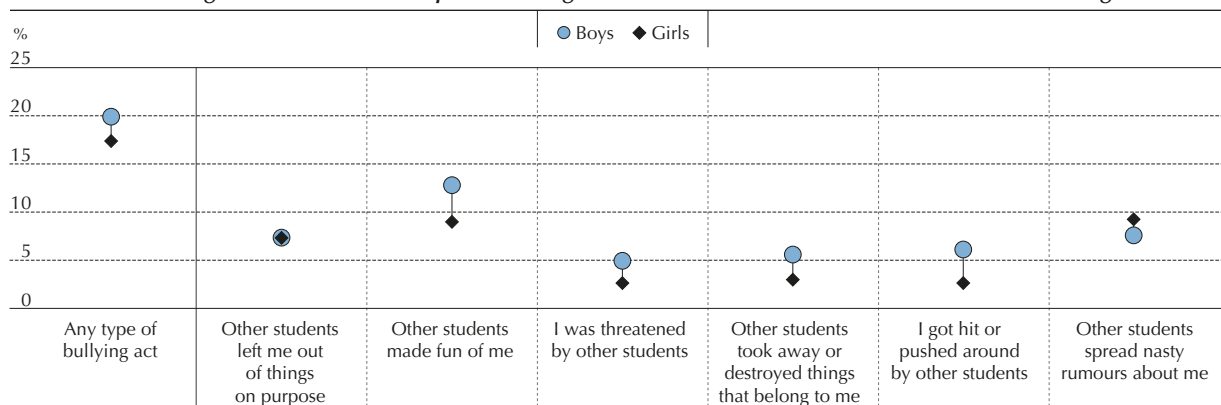 %
Boys Girls
25
20
15
10
5
0
Any type of
bullying act
Other students
left me out
of things
on purpose
Other students
made fun of me
I was threatened
by other students
Other students
took away or
destroyed things
that belong to me
I got hit or
pushed around
by other students
Other students
spread nasty
rumours about me